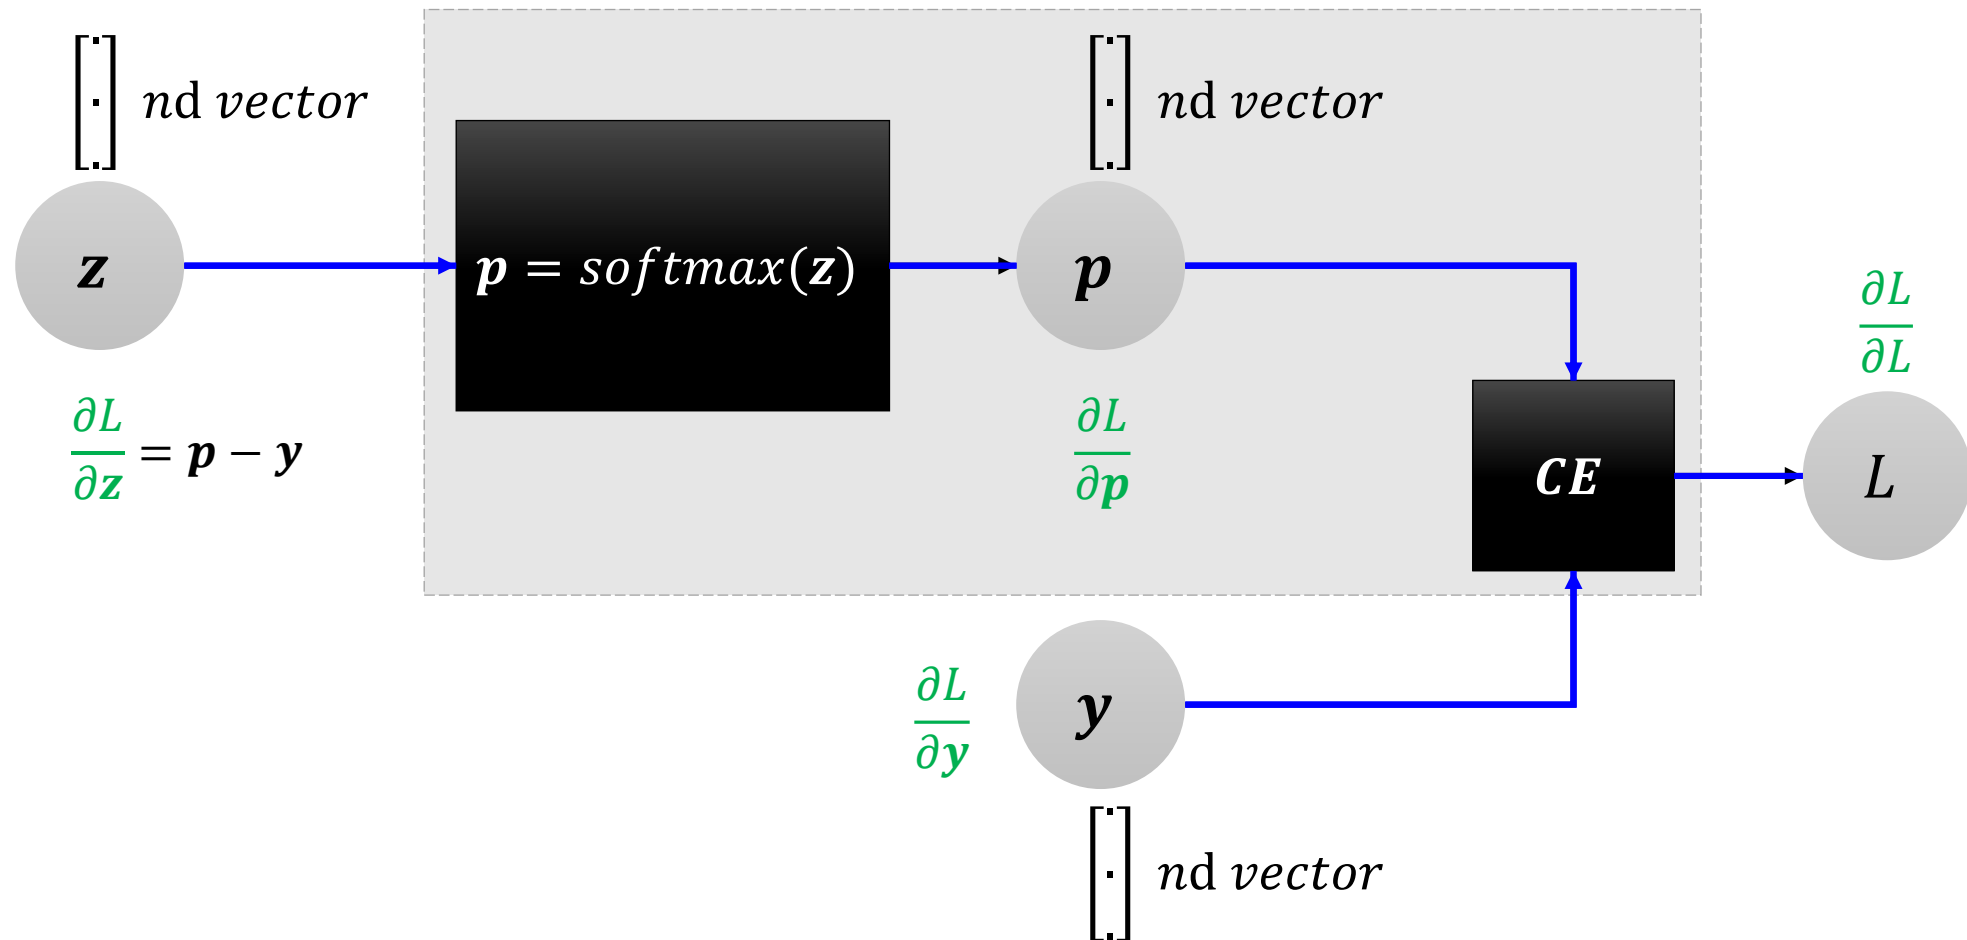 [⋮] nd vector
[⋮] nd vector
z
p = softmax(z)
p
∂L/∂L
∂L/∂z = p − y
∂L/∂p
CE
L
∂L/∂y
y
[⋮] nd vector